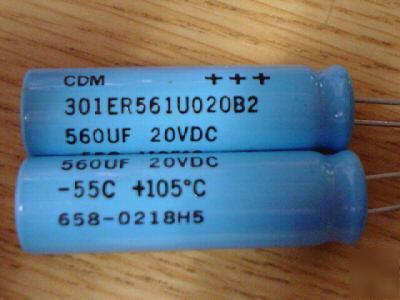 CDM +++
301ER561U020B2
560UF 20VDC
560UF 20VDC
-55C +105°C
658-0218H5